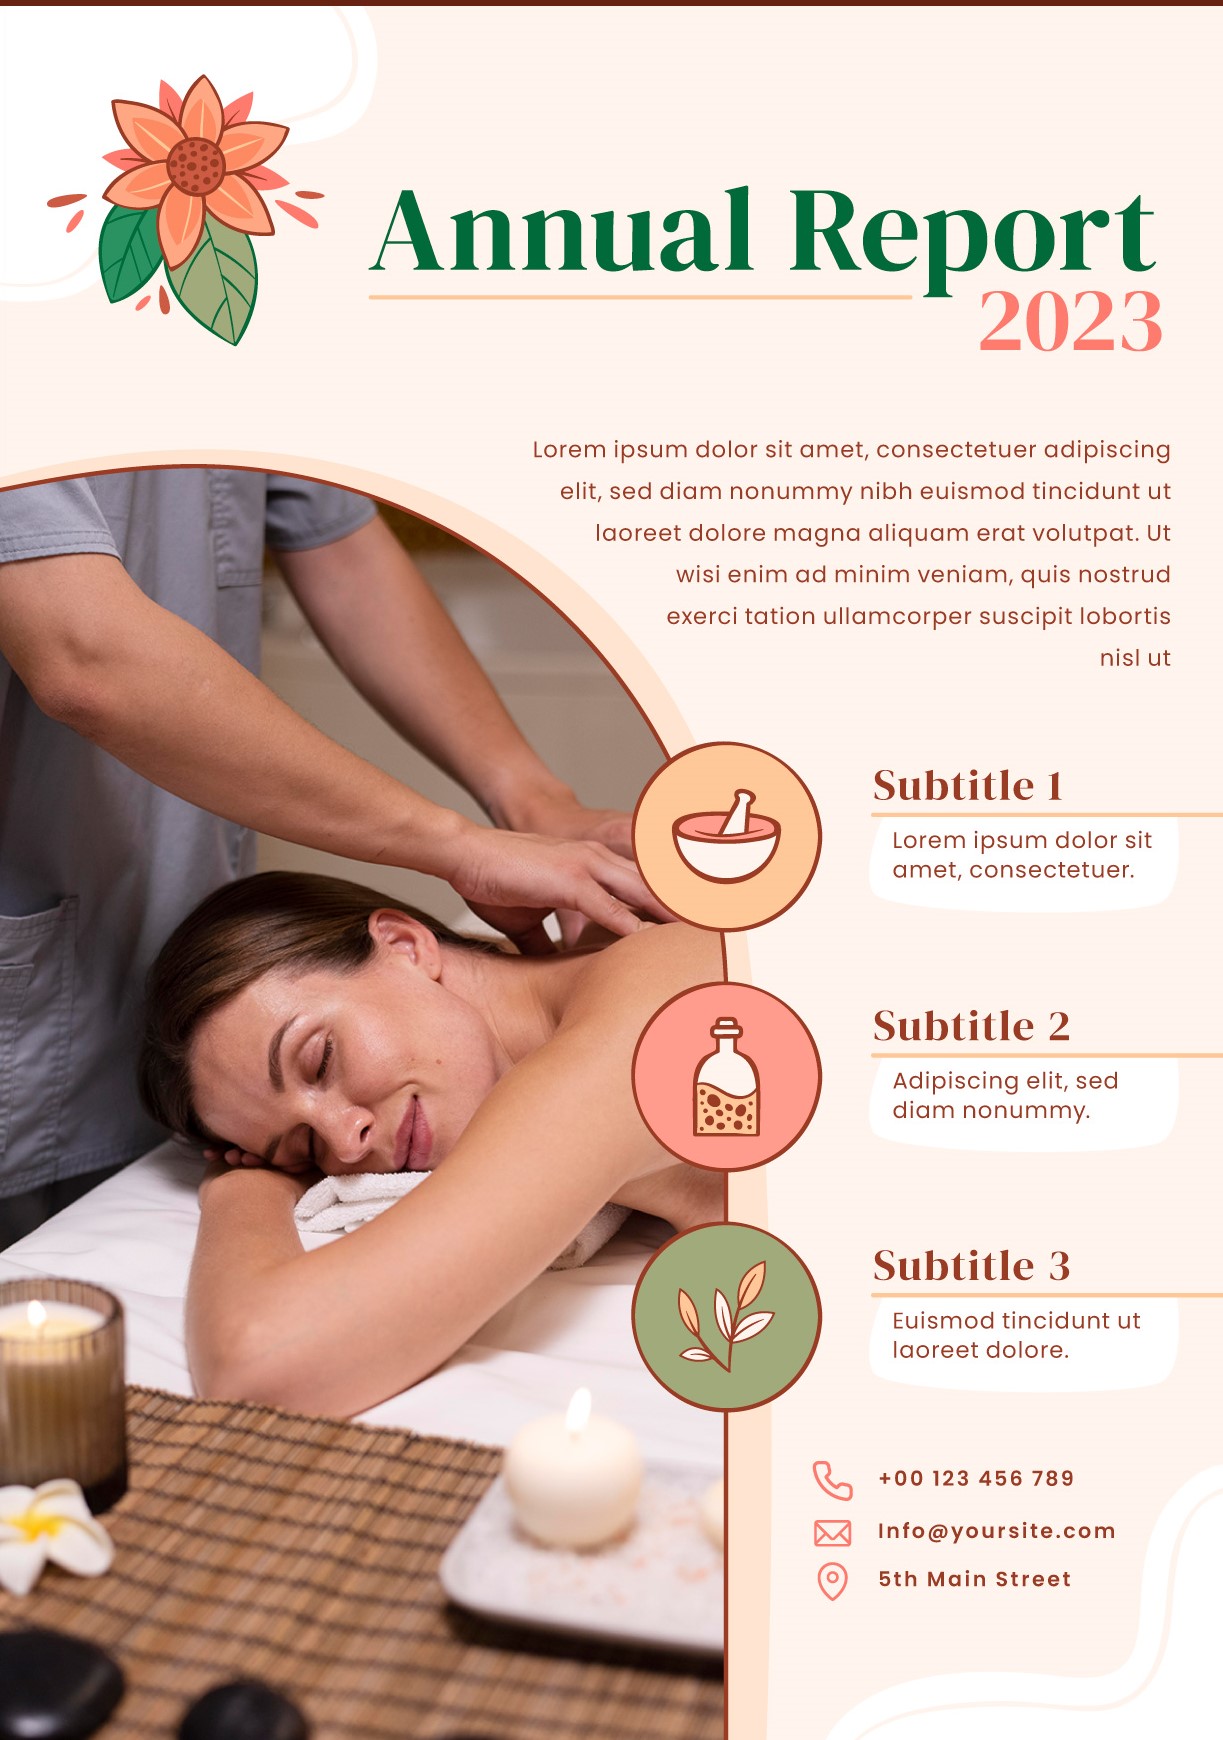 Annual Report
2023
Lorem ipsum dolor sit amet, consectetuer adipiscing
elit, sed diam nonummy nibh euismod tincidunt ut
laoreet dolore magna aliquam erat volutpat. Ut
wisi enim ad minim veniam, quis nostrud
exerci tation ullamcorper suscipit lobortis
nisl ut
Subtitle 1
Lorem ipsum dolor sit
amet, consectetuer.
Subtitle 2
Adipiscing elit, sed
diam nonummy.
Subtitle 3
Euismod tincidunt ut
laoreet dolore.
+00 123 456 789
Info@yoursite.com
5th Main Street